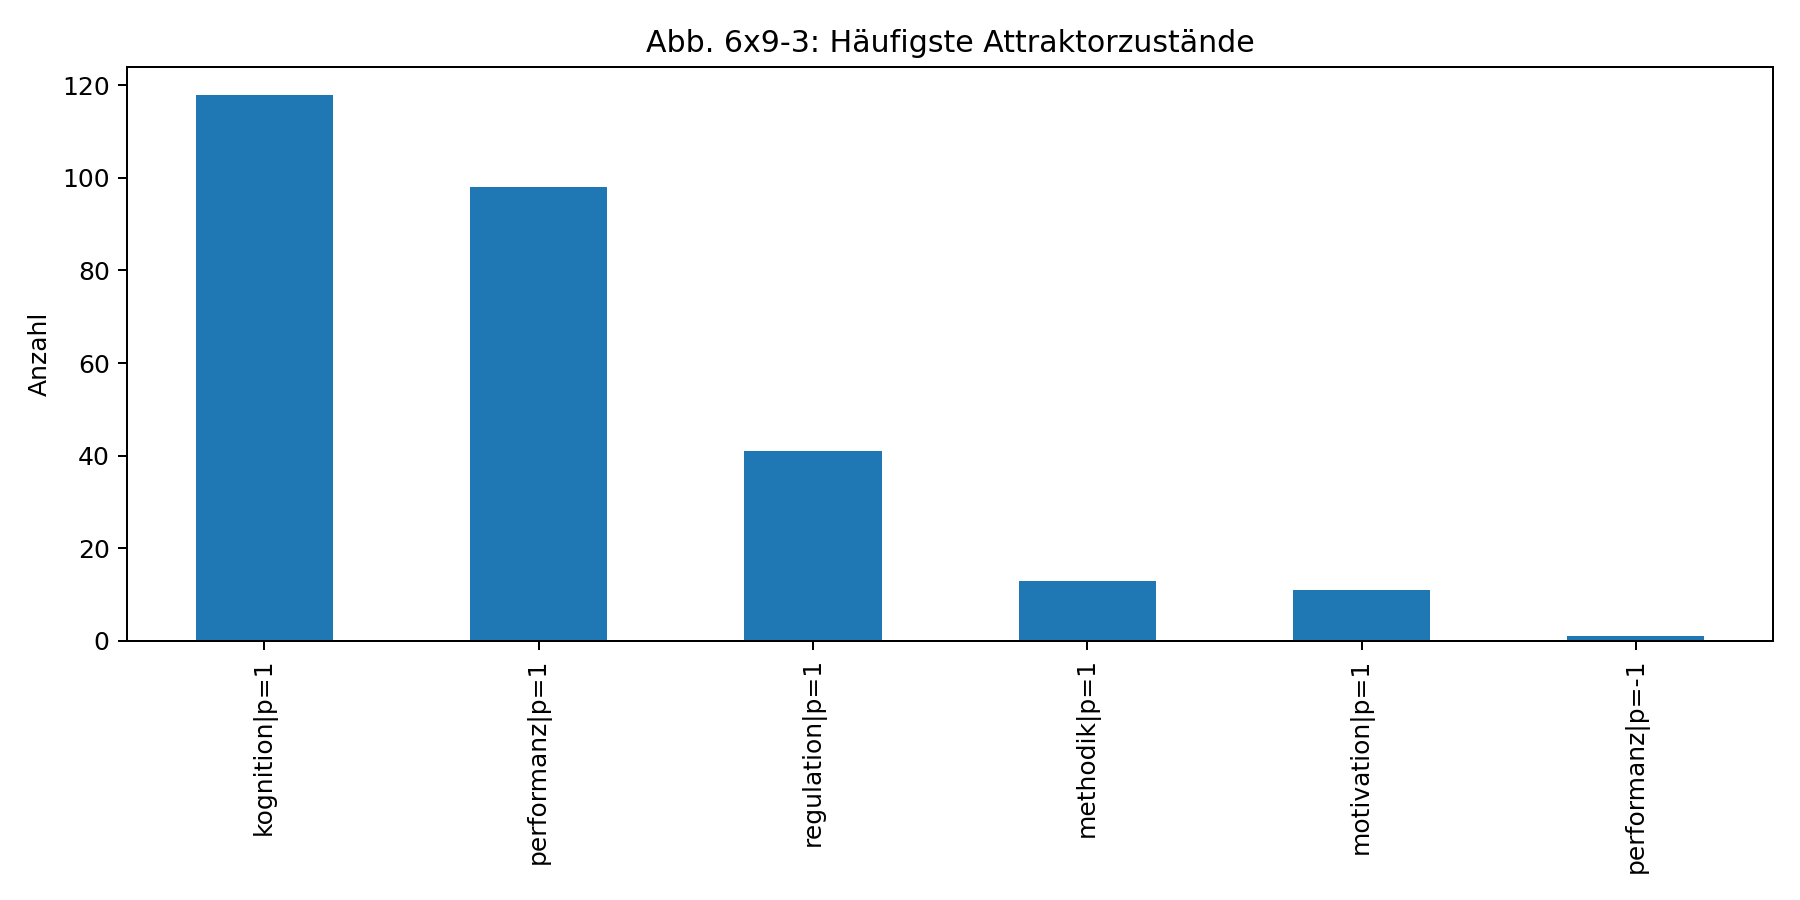 Abb. 6x9-3: Häufigste Attraktorzustände
Anzahl
120
100
80
60
40
20
0
kognition|p=1
performanz|p=1
regulation|p=1
methodik|p=1
motivation|p=1
performanz|p=-1